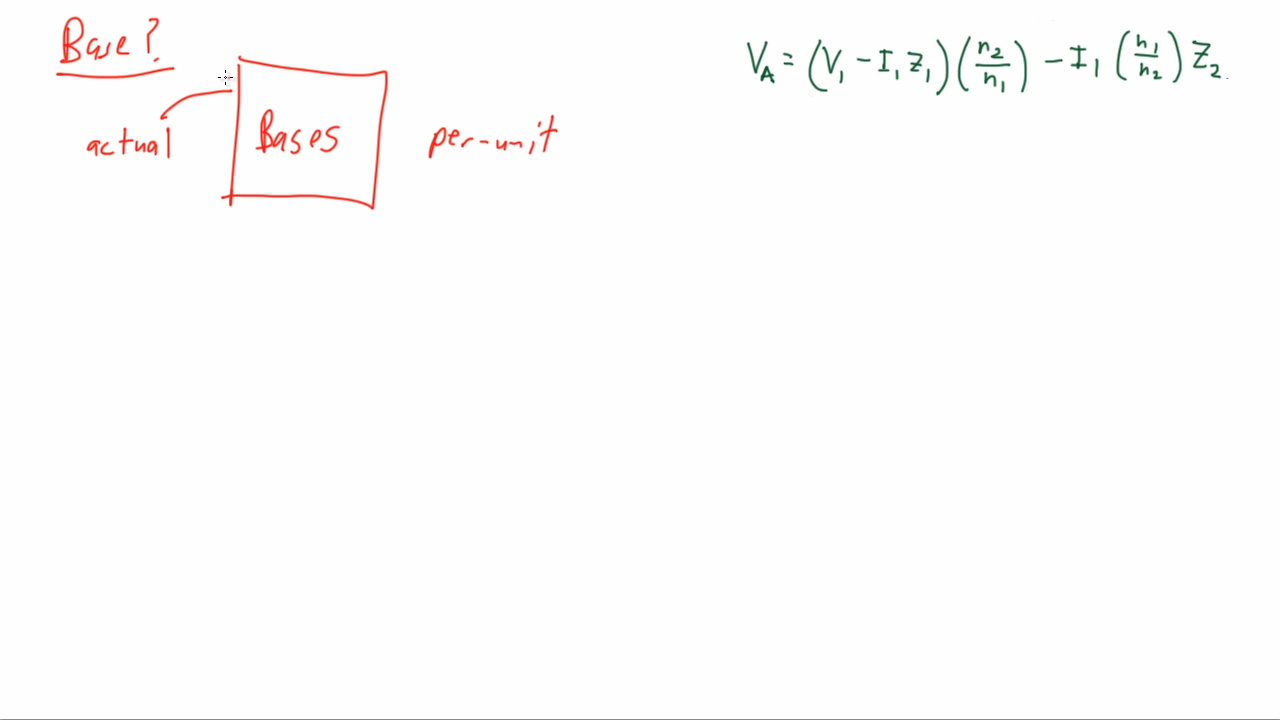 Base?
actual
Bases
per-unit
V_A = (V_1 - I_1 Z_1)(n_2/n_1) - I_1 (n_1/n_2) Z_2